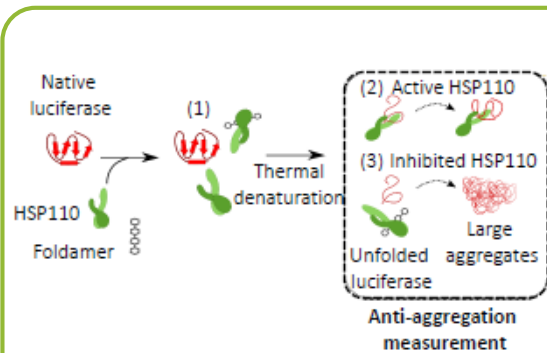 Native
luciferase
(1)
HSP110
Foldamer
Thermal
denaturation
(2) Active HSP110
(3) Inhibited HSP110
Unfolded
luciferase
Large
aggregates
Anti-aggregation
measurement